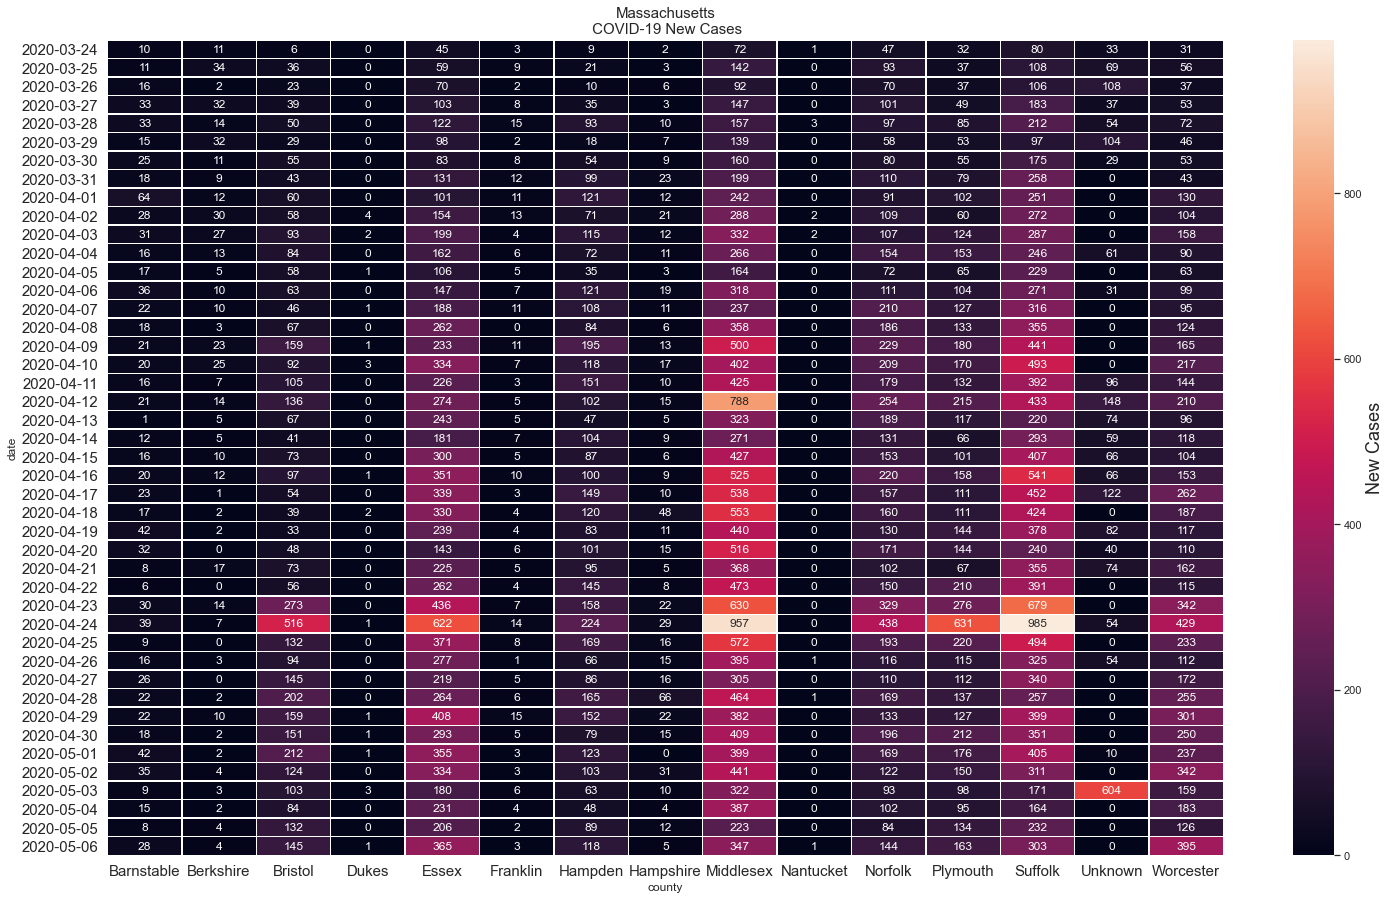 Massachusetts
COVID-19 New Cases
2020-03-24 10 11 6 0 45 3 9 2 72 1 47 32 80 33 31
2020-03-25 11 34 36 0 59 9 21 3 142 0 93 37 108 69 56
2020-03-26 16 2 23 0 70 2 10 6 92 0 70 37 106 108 37
2020-03-27 33 32 39 0 103 8 35 3 147 0 101 49 183 37 53
2020-03-28 33 14 50 0 122 15 93 10 157 3 97 85 212 54 72
2020-03-29 15 32 29 0 98 2 18 7 139 0 58 53 97 104 46
2020-03-30 25 11 55 0 83 8 54 9 160 0 80 55 175 29 53
2020-03-31 18 9 43 0 131 12 99 23 199 0 110 79 258 0 43
2020-04-01 64 12 60 0 101 11 121 12 242 0 91 102 251 0 130
2020-04-02 28 30 58 4 154 13 71 21 288 2 109 60 272 0 104
2020-04-03 31 27 93 2 199 4 115 12 332 2 107 124 287 0 158
2020-04-04 16 13 84 0 162 6 72 11 266 0 154 153 246 61 90
2020-04-05 17 5 58 1 106 5 35 3 164 0 72 65 229 0 63
2020-04-06 36 10 63 0 147 7 121 19 318 0 111 104 271 31 99
2020-04-07 22 10 46 1 188 11 108 11 237 0 210 127 316 0 95
2020-04-08 18 3 67 0 262 0 84 6 358 0 186 133 355 0 124
2020-04-09 21 23 159 1 233 11 195 13 500 0 229 180 441 0 165
2020-04-10 20 25 92 3 334 7 118 17 402 0 209 170 493 0 217
2020-04-11 16 7 105 0 226 3 151 10 425 0 179 132 392 96 144
2020-04-12 21 14 136 0 274 5 102 15 788 0 254 215 433 148 210
2020-04-13 1 5 67 0 243 5 47 5 323 0 189 117 220 74 96
2020-04-14 12 5 41 0 181 7 104 9 271 0 131 66 293 59 118
2020-04-15 16 10 73 0 300 5 87 6 427 0 153 101 407 66 104
2020-04-16 20 12 97 1 351 10 100 9 525 0 220 158 541 66 153
2020-04-17 23 1 54 0 339 3 149 10 538 0 157 111 452 122 262
2020-04-18 17 2 39 2 330 4 120 48 553 0 160 111 424 0 187
2020-04-19 42 2 33 0 239 4 83 11 440 0 130 144 378 82 117
2020-04-20 32 0 48 0 143 6 101 15 516 0 171 144 240 40 110
2020-04-21 8 17 73 0 225 5 95 5 368 0 102 67 355 74 162
2020-04-22 6 0 56 0 262 4 145 8 473 0 150 210 391 0 115
2020-04-23 30 14 273 0 436 7 158 22 630 0 329 276 679 0 342
2020-04-24 39 7 516 1 622 14 224 29 957 0 438 631 985 54 429
2020-04-25 9 0 132 0 371 8 169 16 572 0 193 220 494 0 233
2020-04-26 16 3 94 0 277 1 66 15 395 1 116 115 325 54 112
2020-04-27 26 0 145 0 219 5 86 16 305 0 110 112 340 0 172
2020-04-28 22 2 202 0 264 6 165 66 464 1 169 137 257 0 255
2020-04-29 22 10 159 1 408 15 152 22 382 0 133 127 399 0 301
2020-04-30 18 2 151 1 293 5 79 15 409 0 196 212 351 0 250
2020-05-01 42 2 212 1 355 3 123 0 399 0 169 176 405 10 237
2020-05-02 35 4 124 0 334 3 103 31 441 0 122 150 311 0 342
2020-05-03 9 3 103 3 180 6 63 10 322 0 93 98 171 604 159
2020-05-04 15 2 84 0 231 4 48 4 387 0 102 95 164 0 183
2020-05-05 8 4 132 0 206 2 89 12 223 0 84 134 232 0 126
2020-05-06 28 4 145 1 365 3 118 5 347 1 144 163 303 0 395
Barnstable Berkshire Bristol Dukes Essex Franklin Hampden Hampshire Middlesex Nantucket Norfolk Plymouth Suffolk Unknown Worcester
county
date
800
600
400
200
0
New Cases